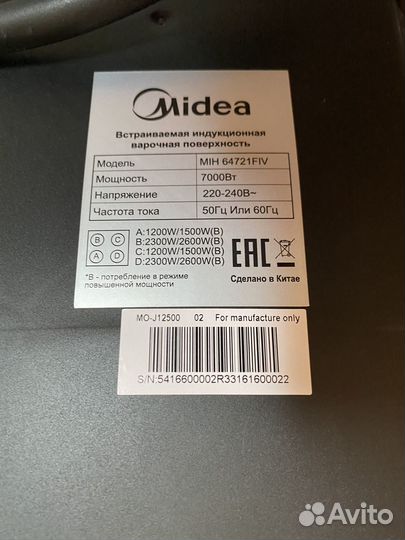 Midea
Встраиваемая индукционная
варочная поверхность
Модель MIH 64721FIV
Мощность 7000Вт
Напряжение 220-240В~
Частота тока 50Гц Или 60Гц
B C
A D
A:1200W/1500W(B)
B:2300W/2600W(B)
C:1200W/1500W(B)
D:2300W/2600W(B)
*B - потребление в режиме
повышенной мощности
EAC
Сделано в Китае
MO-J12500 02 For manufacture only
S/N:5416600002R33161600022
Avito